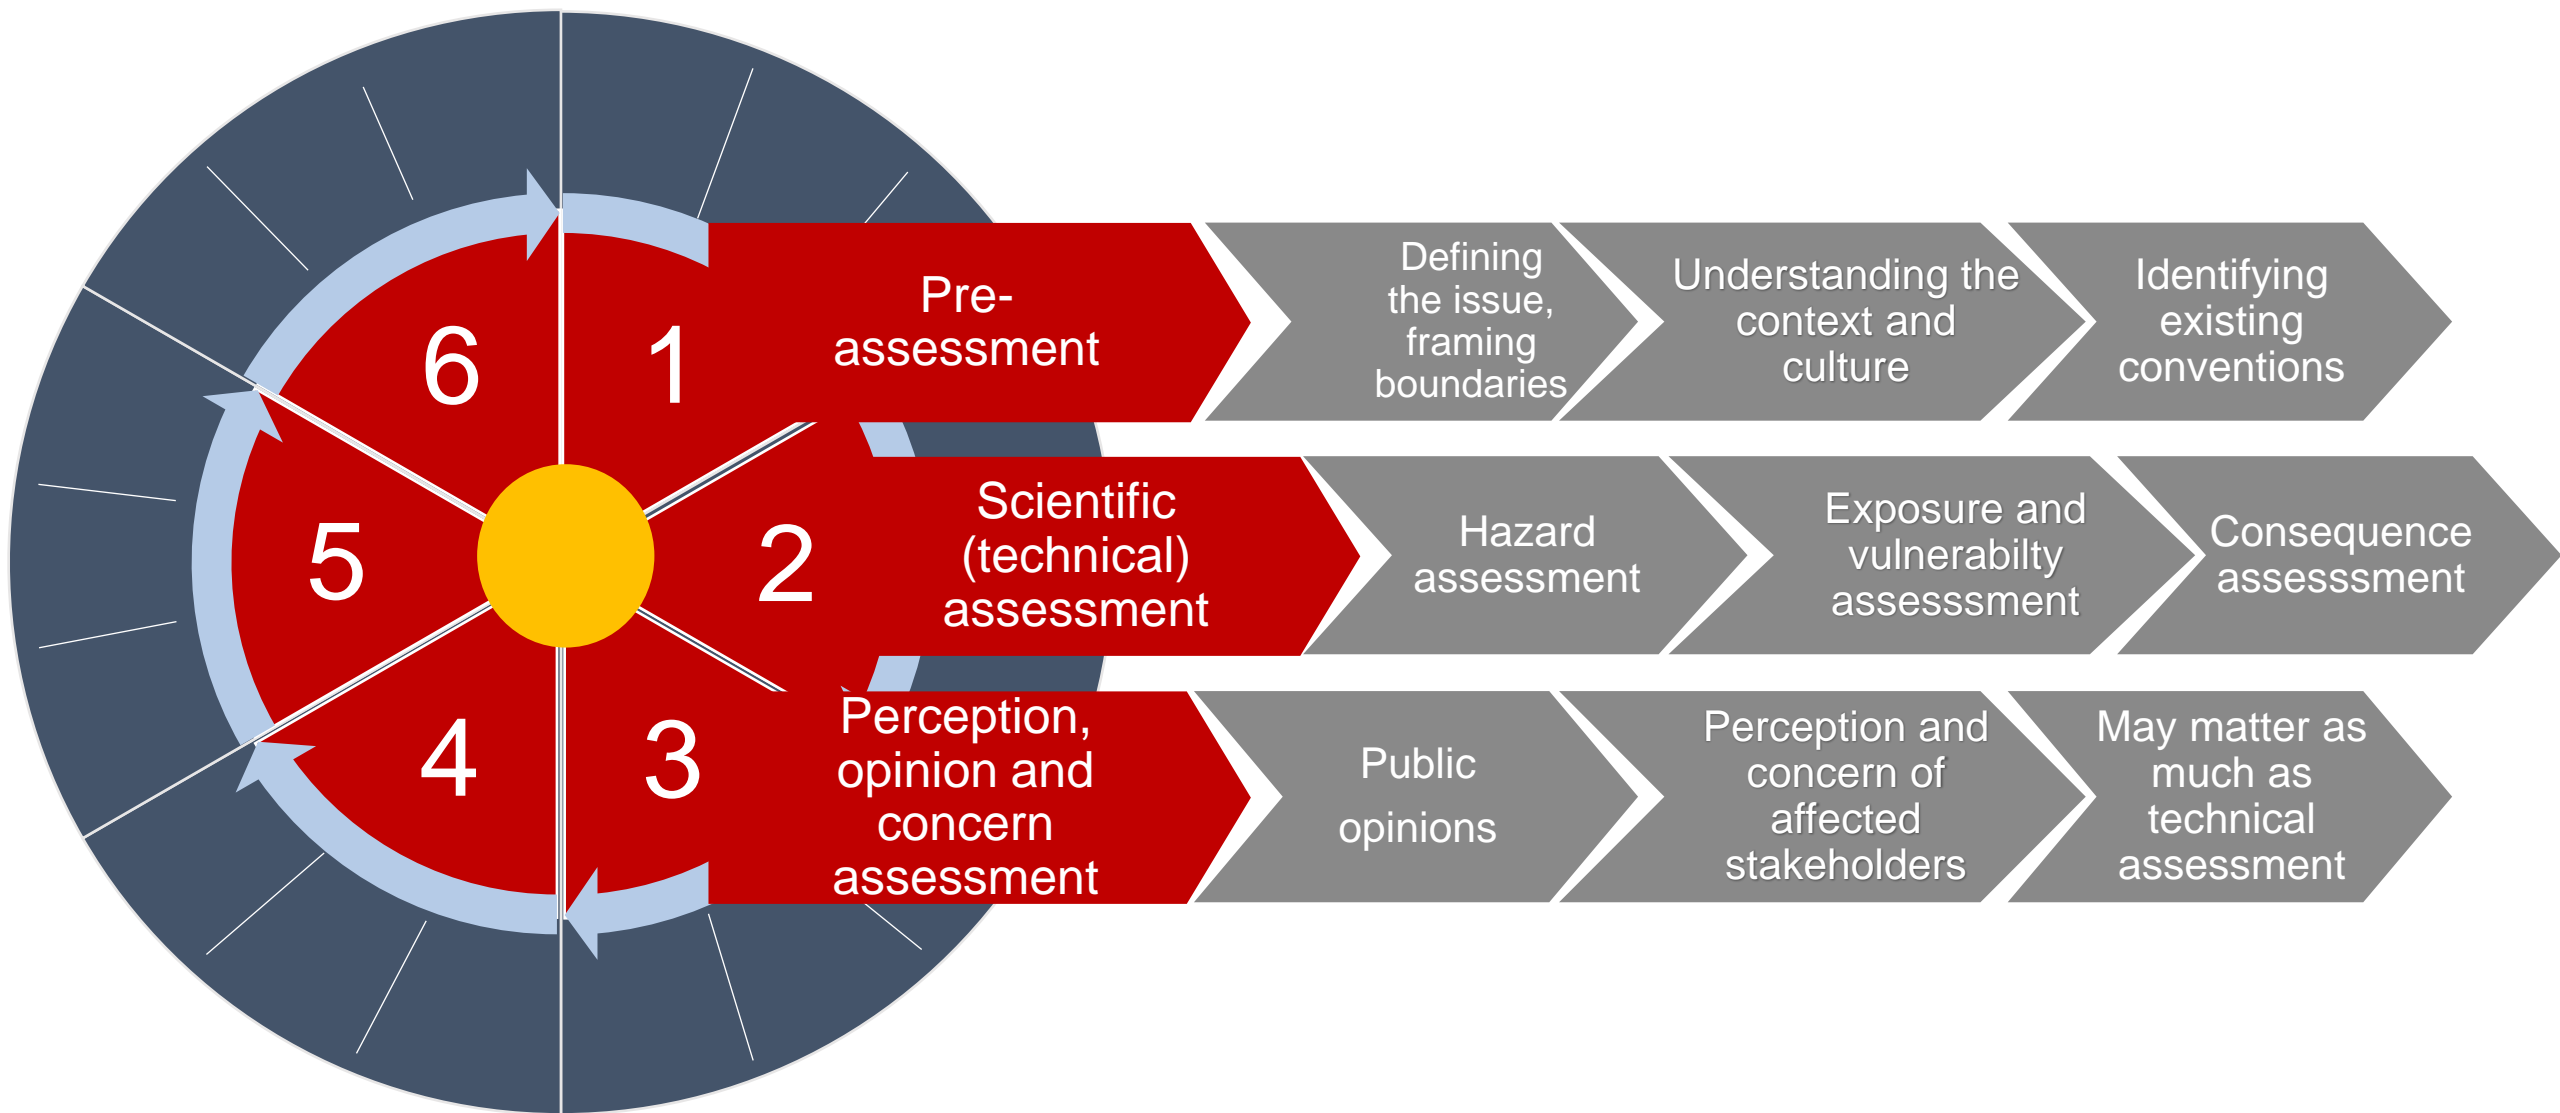 6
1
5
2
4
3
Pre-
assessment
Defining
the issue,
framing
boundaries
Understanding the
context and
culture
Identifying
existing
conventions
Scientific
(technical)
assessment
Hazard
assessment
Exposure and
vulnerabilty
assesssment
Consequence
assesssment
Perception,
opinion and
concern
assessment
Public
opinions
Perception and
concern of
affected
stakeholders
May matter as
much as
technical
assessment